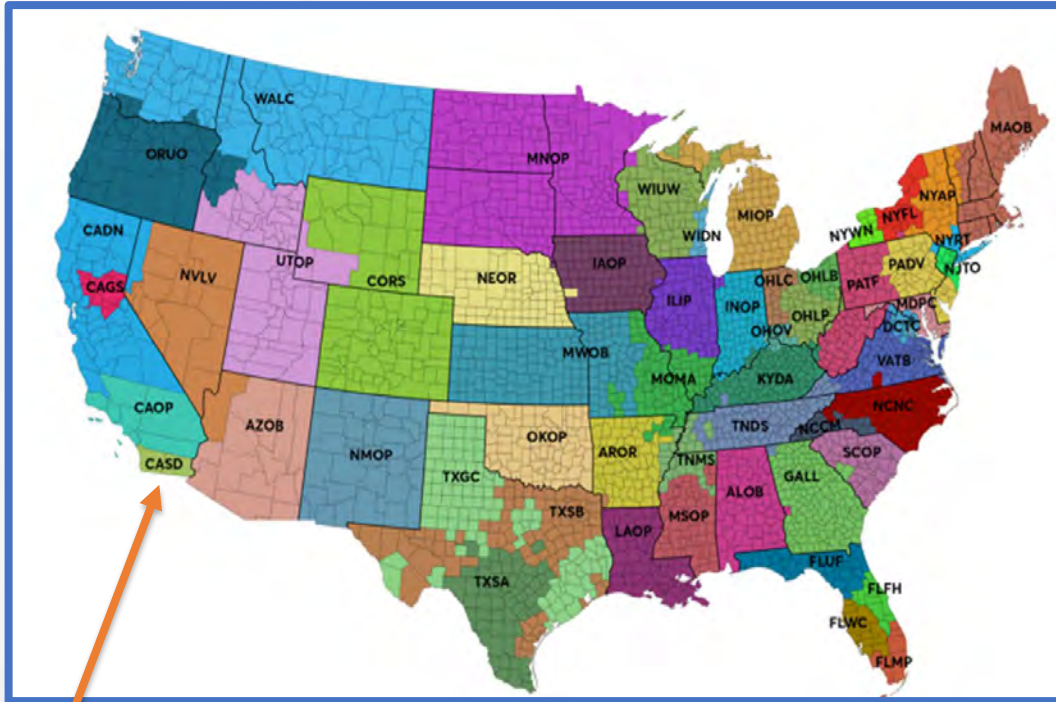 WALC
MAOB
ORUO
MNOP
WIUW
NYAP
MIOP
NYFL
CADN
WIDN
NYWN
NYRT
UTOP
IAOP
PADV
NVLV
CORS
NEOR
OHLC
OHLB
PATF
NJTO
CAGS
ILIP
INOP
OHLP
MDPC
DCTC
OHOV
MWOB
VATB
MOMA
KYDA
CAOP
NCNC
AZOB
OKOP
TNDS
NCCM
CASD
NMOP
AROR
TNMS
SCOP
TXGC
GALL
ALOB
TXSB
MSOP
LAOP
FLUF
TXSA
FLFH
FLWC
FLMP